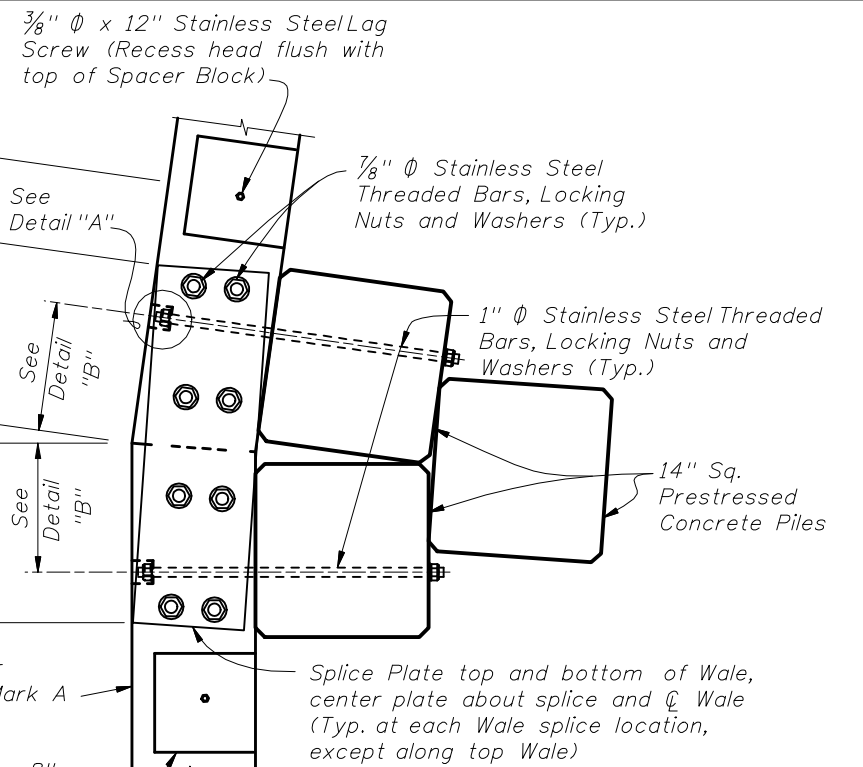 ⅜" ϕ x 12" Stainless Steel Lag
Screw (Recess head flush with
top of Spacer Block)
⅞" ϕ Stainless Steel
Threaded Bars, Locking
Nuts and Washers (Typ.)
See
Detail "A"
1" ϕ Stainless Steel Threaded
Bars, Locking Nuts and
Washers (Typ.)
See
Detail
"B"
14" Sq.
Prestressed
Concrete Piles
See
Detail
"B"
Splice Plate top and bottom of Wale,
center plate about splice and ℄ Wale
(Typ. at each Wale splice location,
except along top Wale)
Mark A